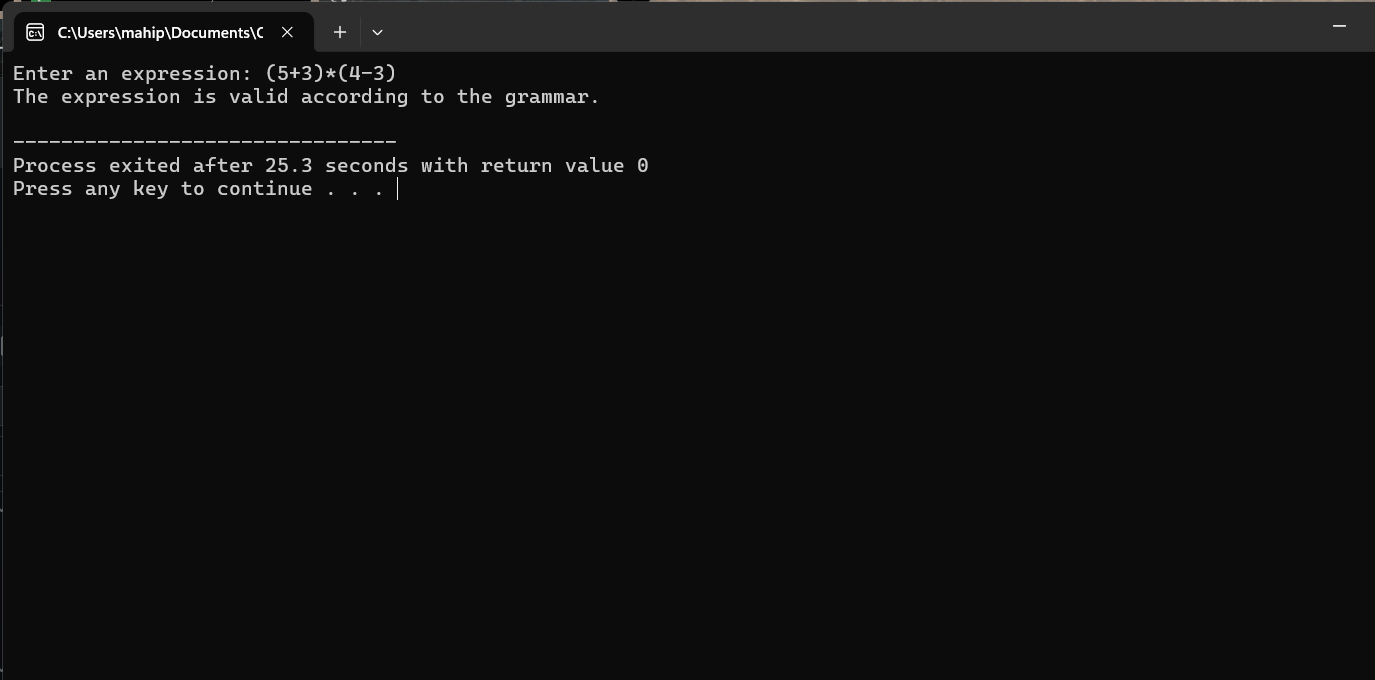 C:\Users\mahip\Documents\C
Enter an expression: (5+3)*(4-3)
The expression is valid according to the grammar.
--------------------------------
Process exited after 25.3 seconds with return value 0
Press any key to continue . . .